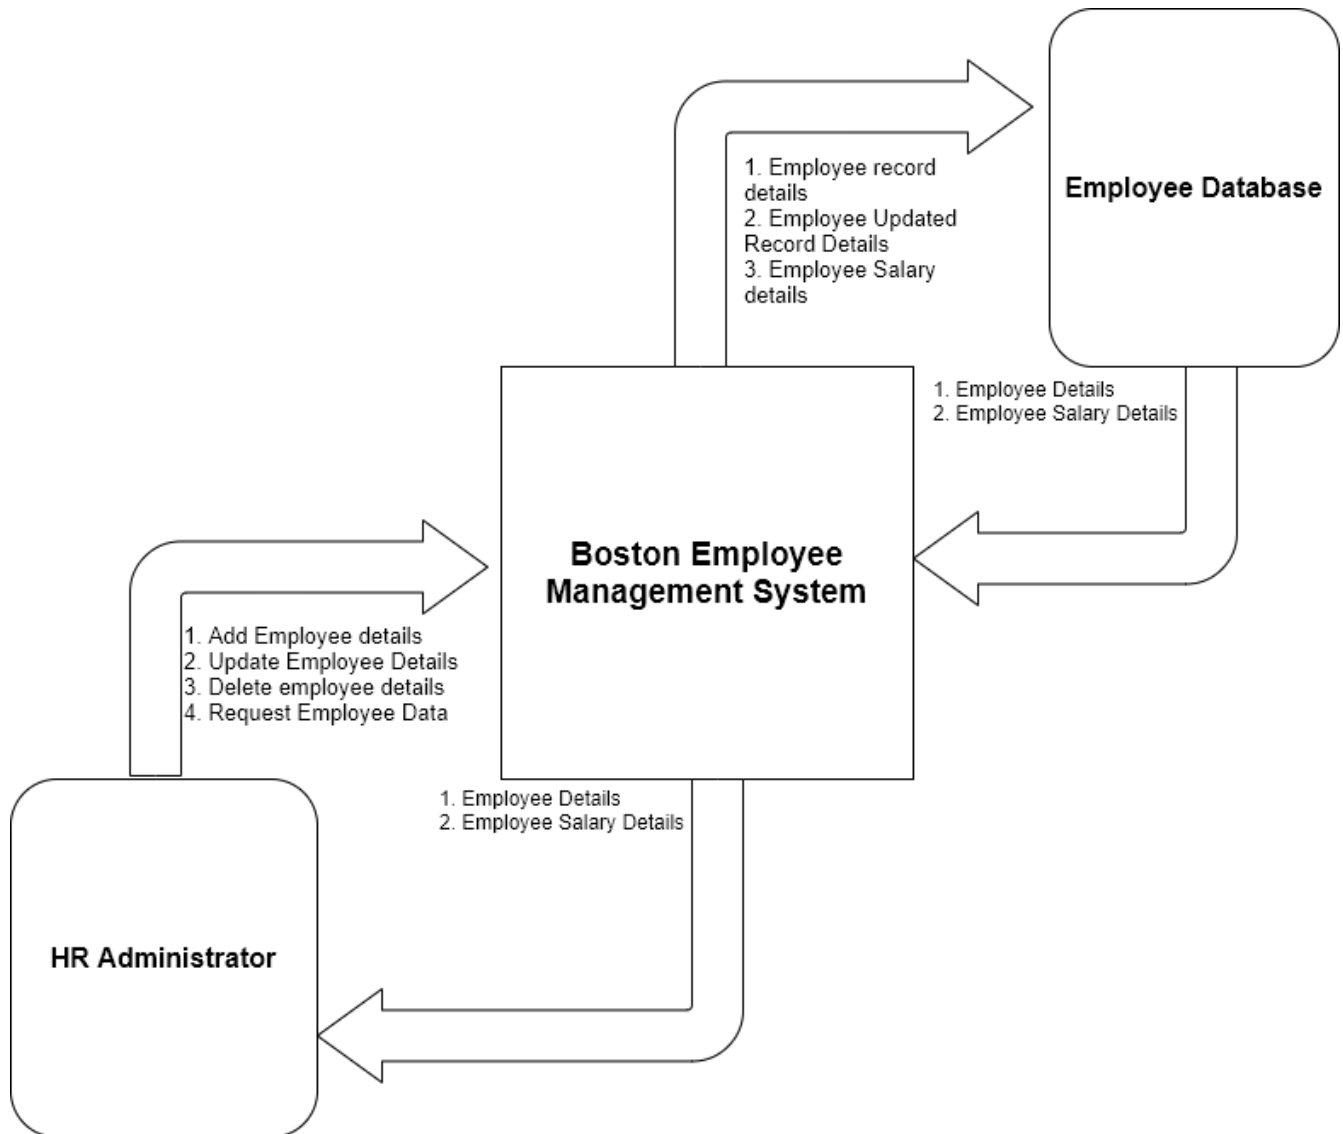 1. Employee record
details
2. Employee Updated
Record Details
3. Employee Salary
details
Employee Database
1. Employee Details
2. Employee Salary Details
Boston Employee
Management System
1. Add Employee details
2. Update Employee Details
3. Delete employee details
4. Request Employee Data
1. Employee Details
2. Employee Salary Details
HR Administrator